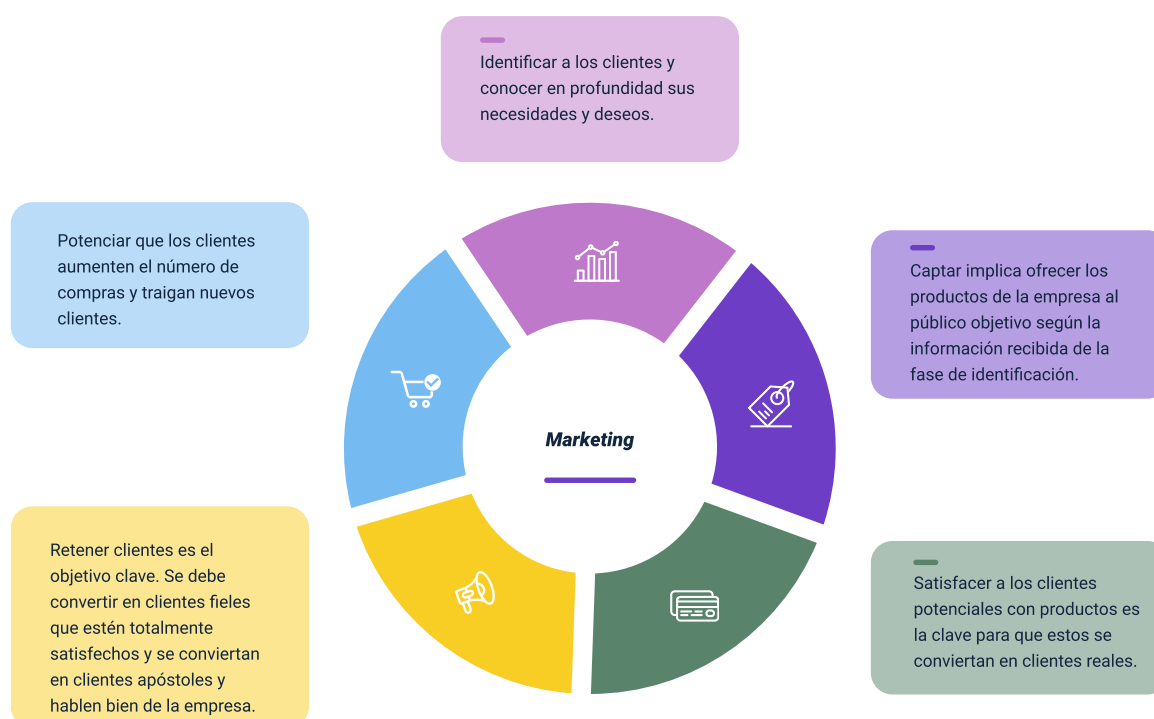 Identificar a los clientes y
conocer en profundidad sus
necesidades y deseos.
Captar implica ofrecer los
productos de la empresa al
público objetivo según la
información recibida de la
fase de identificación.
Satisfacer a los clientes
potenciales con productos es
la clave para que estos se
conviertan en clientes reales.
Retener clientes es el
objetivo clave. Se debe
convertir en clientes fieles
que estén totalmente
satisfechos y se conviertan
en clientes apóstoles y
hablen bien de la empresa.
Potenciar que los clientes
aumenten el número de
compras y traigan nuevos
clientes.
Marketing